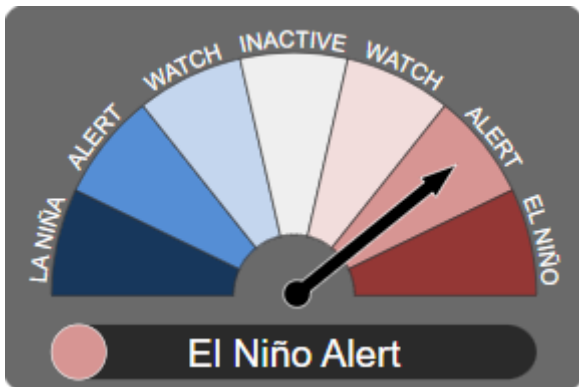 LA NIÑA
ALERT
WATCH
INACTIVE
WATCH
ALERT
EL NIÑO
El Niño Alert